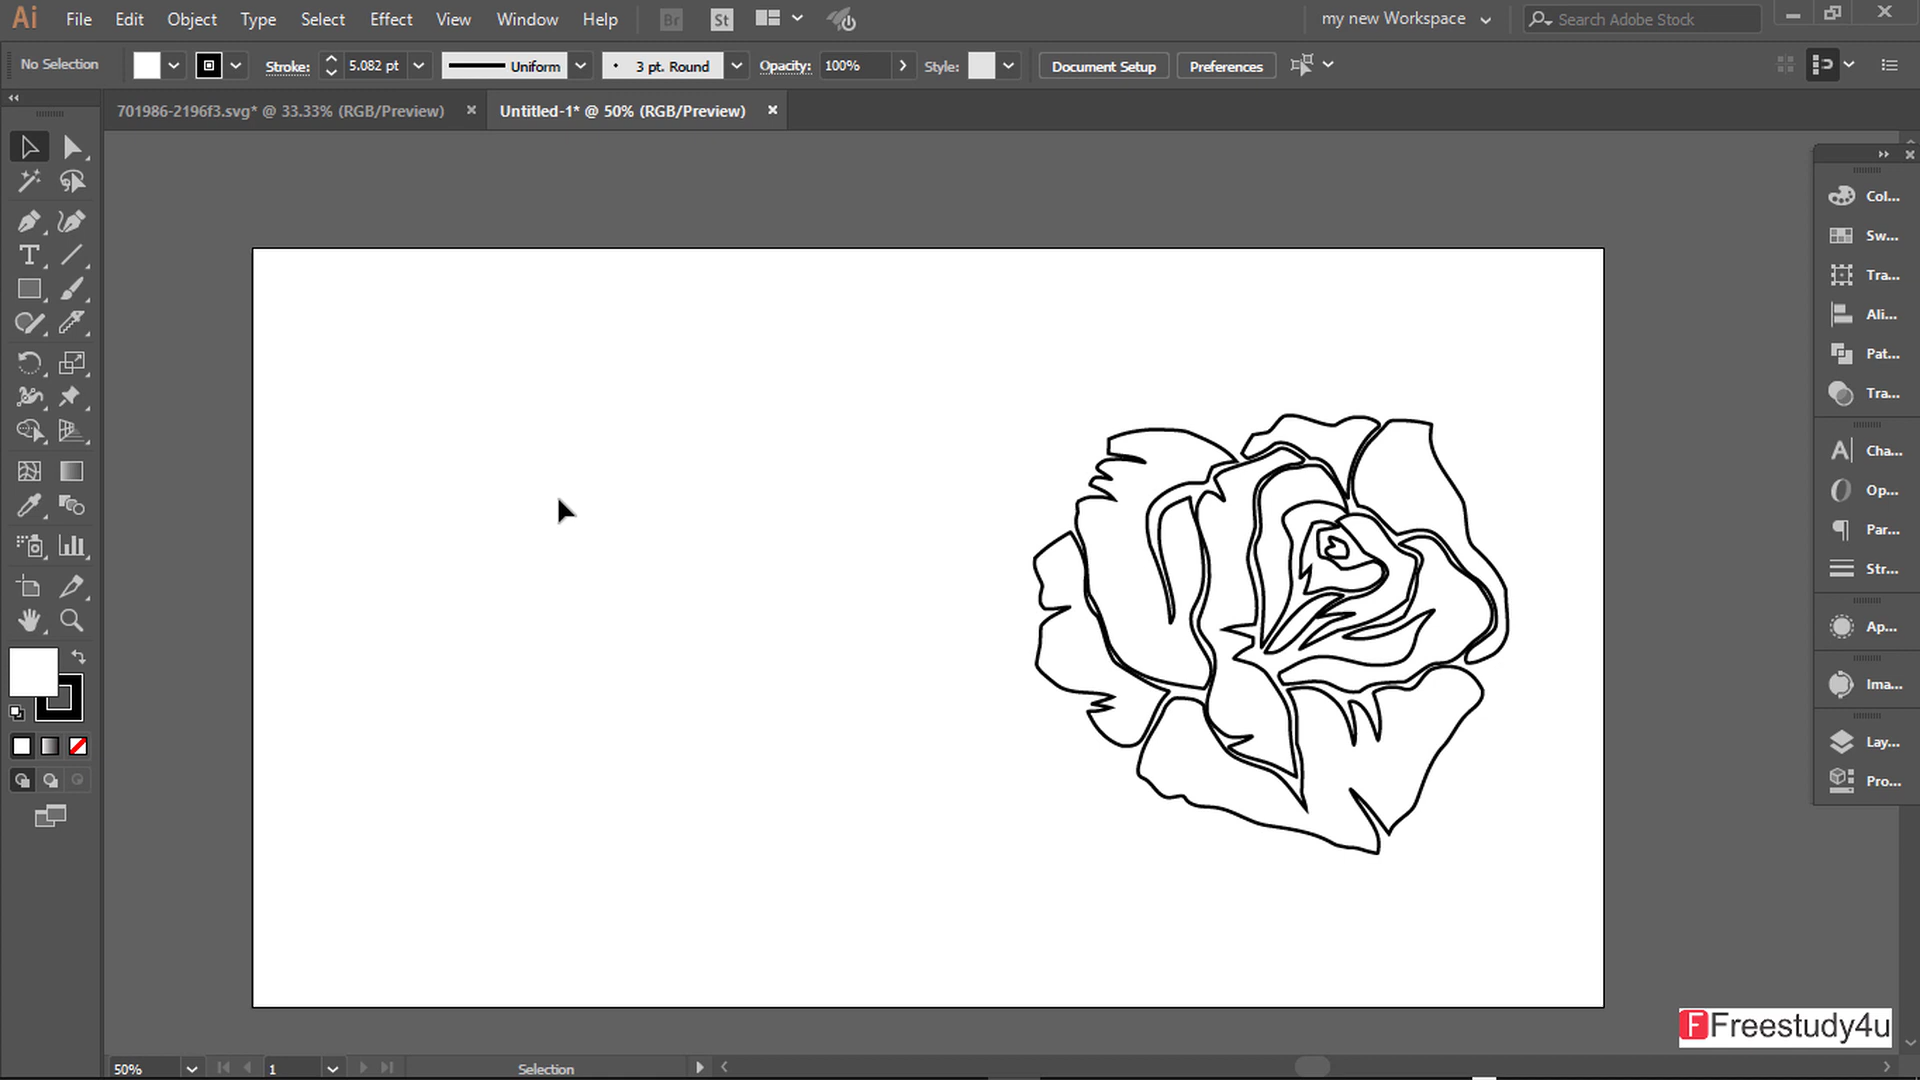 Ai File Edit Object Type Select Effect View Window Help Br St my new Workspace Search Adobe Stock
No Selection Stroke: 5.082 pt Uniform 3 pt. Round Opacity: 100% Style: Document Setup Preferences
701986-2196f3.svg* @ 33.33% (RGB/Preview) Untitled-1* @ 50% (RGB/Preview)
Col...
Sw...
Tra...
Ali...
Pat...
Tra...
Cha...
Op...
Par...
Str...
Ap...
Ima...
Lay...
Pro...
F Freestudy4u
50% 1 Selection